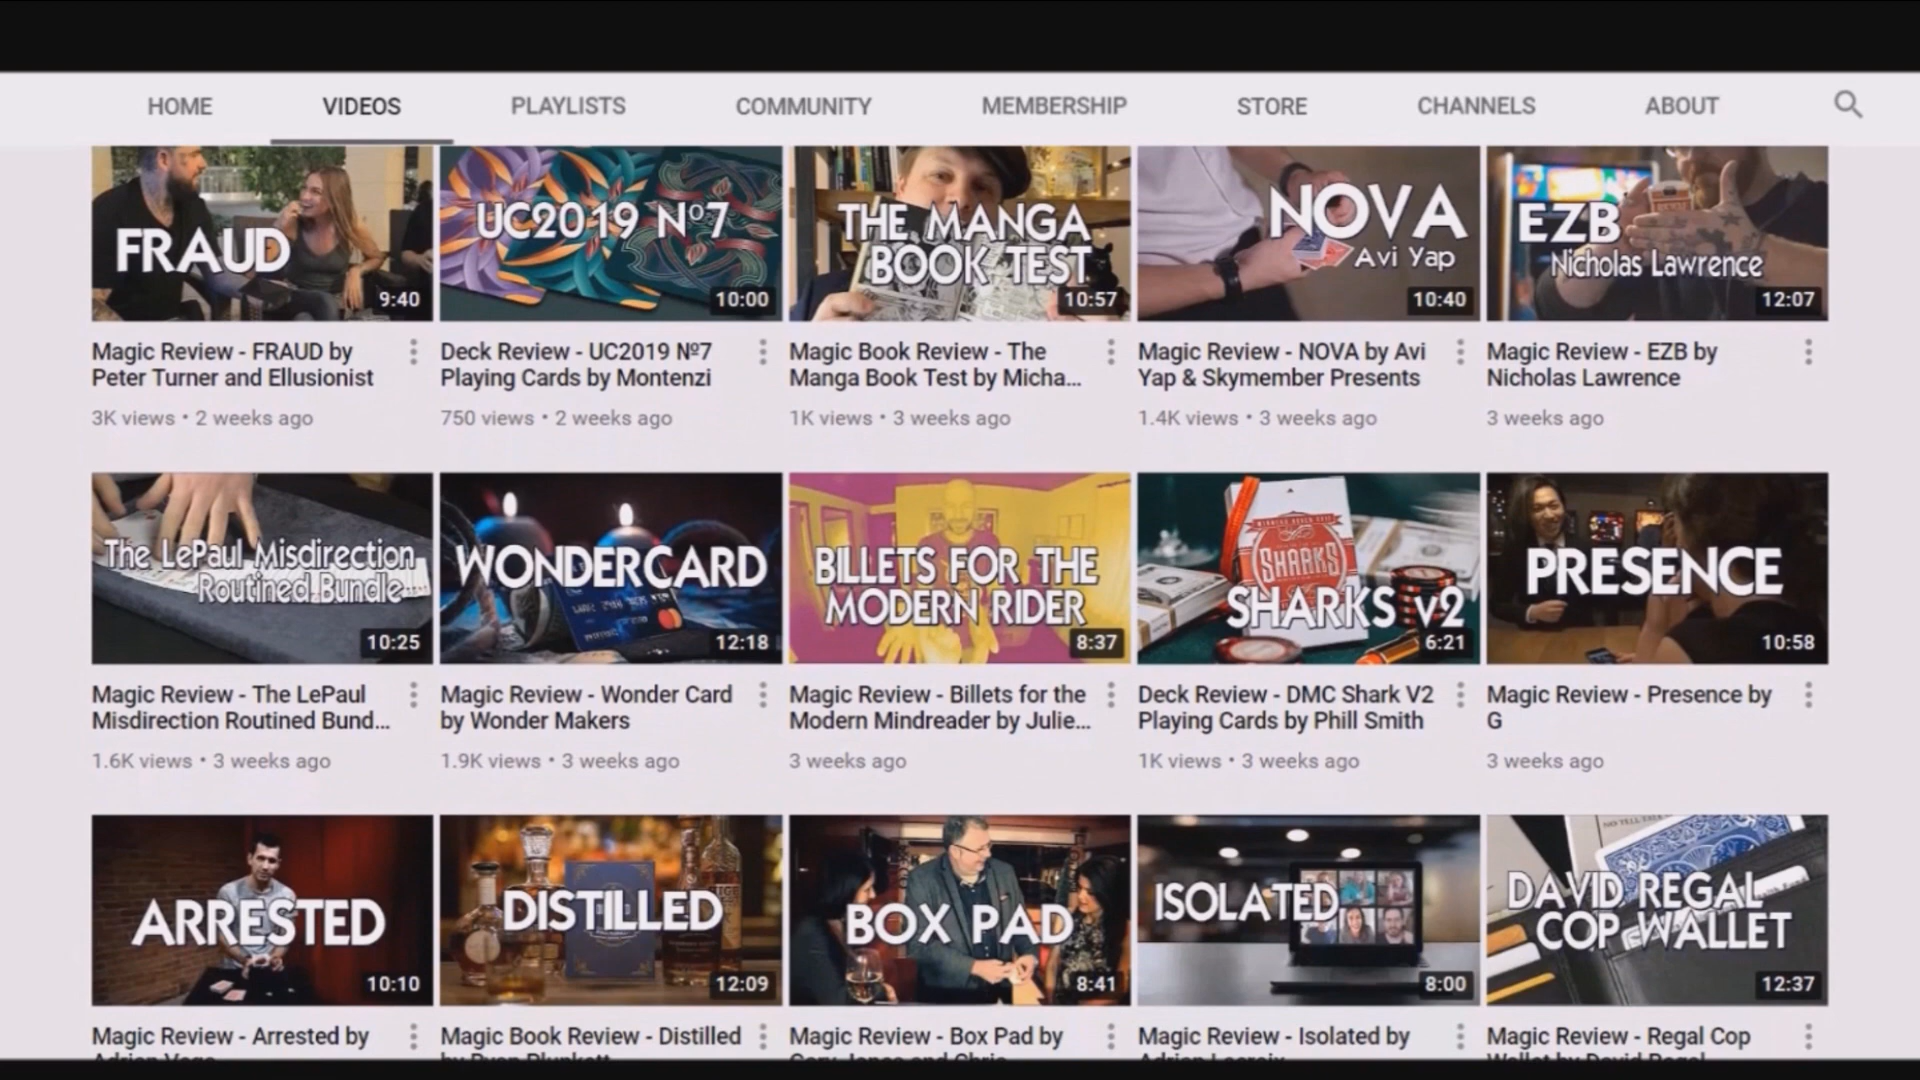 HOME VIDEOS PLAYLISTS COMMUNITY MEMBERSHIP STORE CHANNELS ABOUT
FRAUD
9:40
UC2019 Nº7
10:00
THE MANGA
BOOK TEST
10:57
NOVA
Avi Yap
10:40
EZB
Nicholas Lawrence
12:07
Magic Review - FRAUD by
Peter Turner and Ellusionist
3K views • 2 weeks ago
Deck Review - UC2019 Nº7
Playing Cards by Montenzi
750 views • 2 weeks ago
Magic Book Review - The
Manga Book Test by Micha...
1K views • 3 weeks ago
Magic Review - NOVA by Avi
Yap & Skymember Presents
1.4K views • 3 weeks ago
Magic Review - EZB by
Nicholas Lawrence
3 weeks ago
The LePaul Misdirection
Routined Bundle
10:25
WONDERCARD
12:18
BILLETS FOR THE
MODERN RIDER
8:37
SHARKS
SHARKS v2
6:21
PRESENCE
10:58
Magic Review - The LePaul
Misdirection Routined Bund...
1.6K views • 3 weeks ago
Magic Review - Wonder Card
by Wonder Makers
1.9K views • 3 weeks ago
Magic Review - Billets for the
Modern Mindreader by Julie...
3 weeks ago
Deck Review - DMC Shark V2
Playing Cards by Phill Smith
1K views • 3 weeks ago
Magic Review - Presence by
G
3 weeks ago
ARRESTED
10:10
DISTILLED
12:09
BOX PAD
8:41
ISOLATED
8:00
DAVID REGAL
COP WALLET
12:37
Magic Review - Arrested by
Magic Book Review - Distilled
Magic Review - Box Pad by
Magic Review - Isolated by
Magic Review - Regal Cop